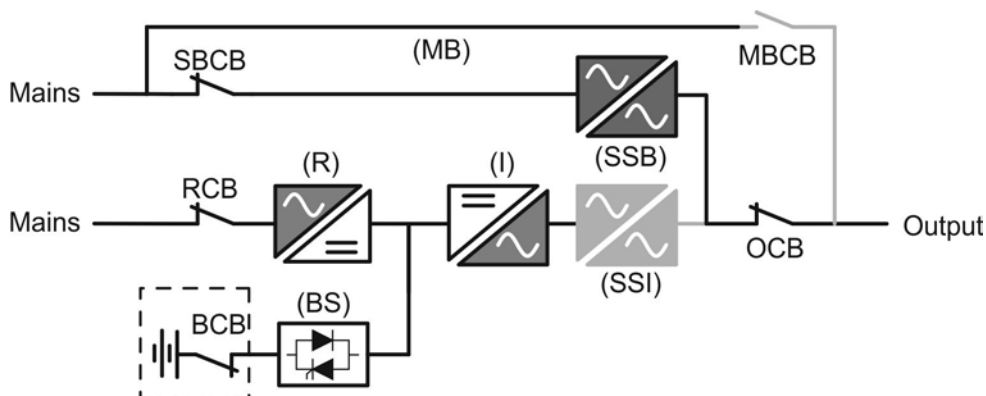 (MB)
MBCB
SBCB
Mains
(SSB)
(R)
(I)
RCB
Mains
Output
OCB
(SSI)
(BS)
BCB